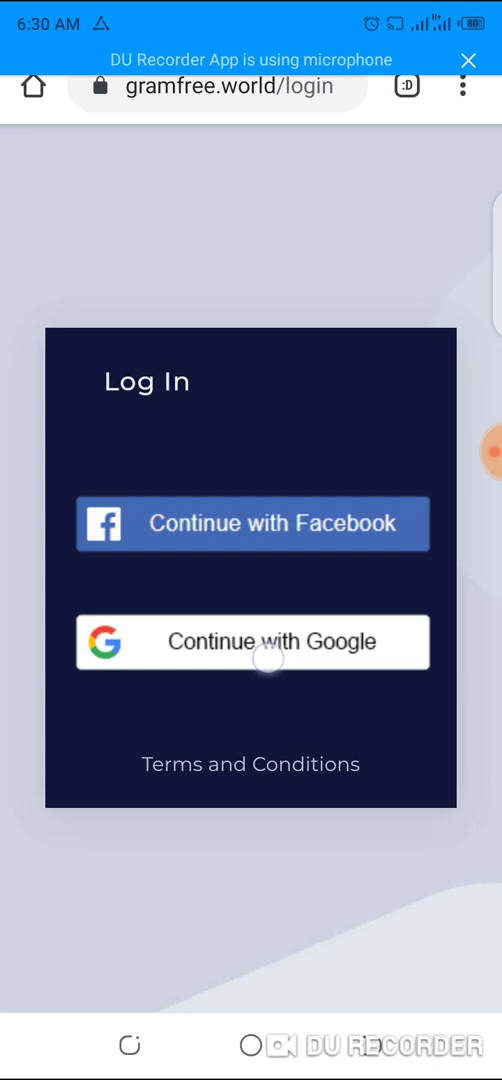 6:30 AM
80
DU Recorder App is using microphone
gramfree.world/login
:D
Log In
Continue with Facebook
Continue with Google
Terms and Conditions
DU RECORDER